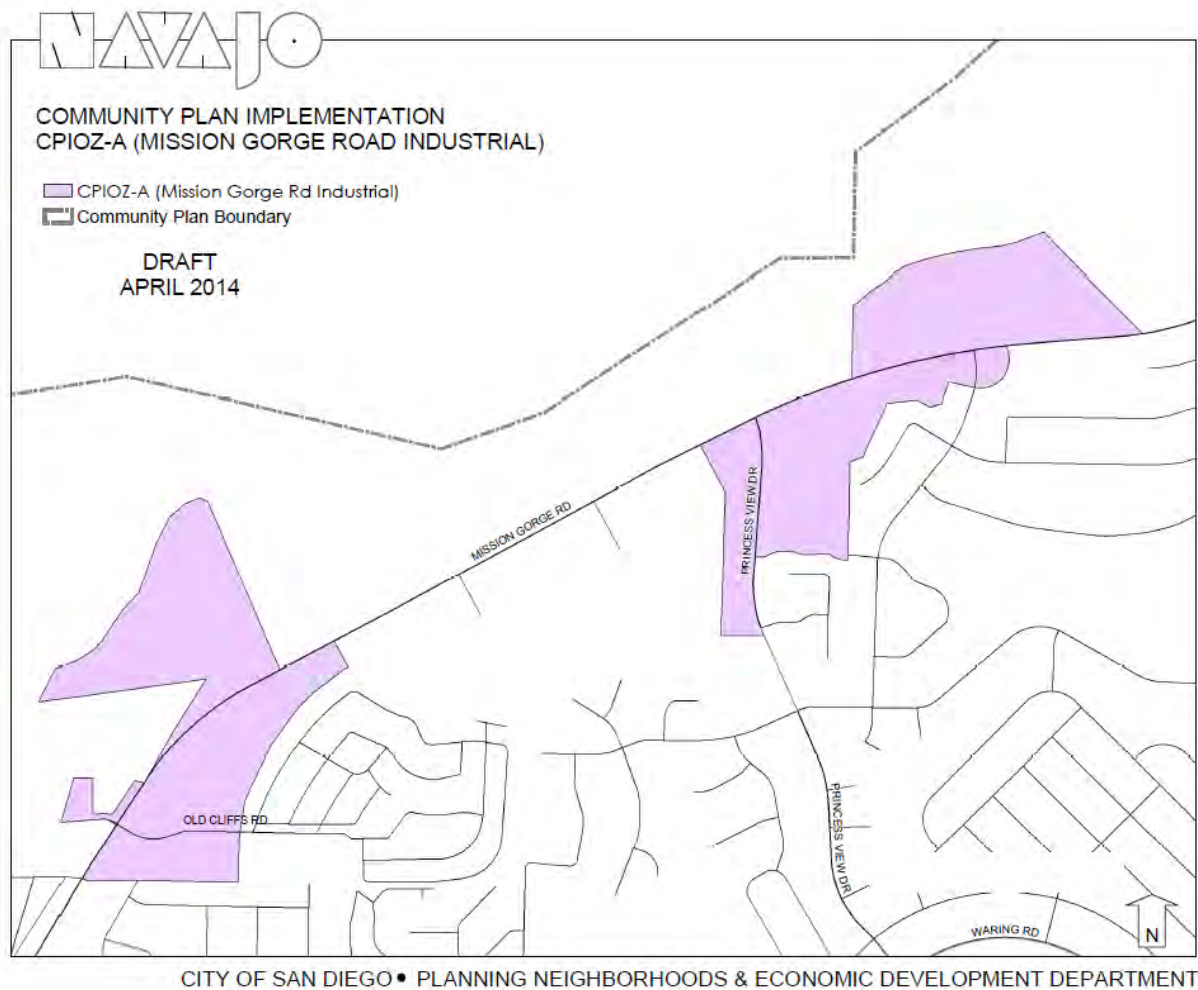 NAVAJO
COMMUNITY PLAN IMPLEMENTATION
CPIOZ-A (MISSION GORGE ROAD INDUSTRIAL)
CPIOZ-A (Mission Gorge Rd Industrial)
Community Plan Boundary
DRAFT
APRIL 2014
MISSION GORGE RD
PRINCESS VIEW DR
OLD CLIFFS RD
PRINCESS VIEW DR
WARING RD
N
CITY OF SAN DIEGO • PLANNING NEIGHBORHOODS & ECONOMIC DEVELOPMENT DEPARTMENT